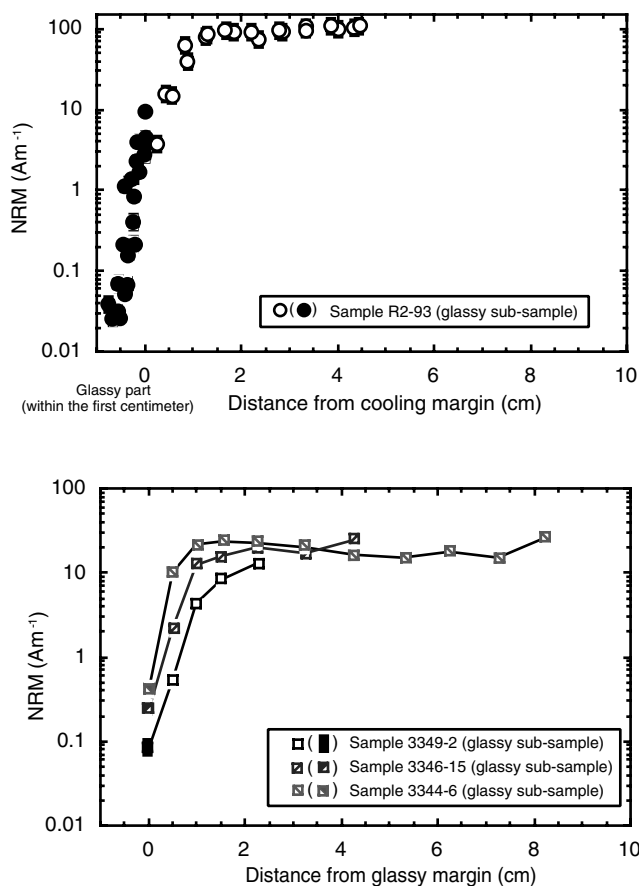 100
10
1
0.1
0.01
NRM (Am-1)
( ) Sample R2-93 (glassy sub-sample)
0 2 4 6 8 10
Glassy part
(within the first centimeter)
Distance from cooling margin (cm)
100
10
1
0.1
0.01
NRM (Am-1)
( ) Sample 3349-2 (glassy sub-sample)
( ) Sample 3346-15 (glassy sub-sample)
( ) Sample 3344-6 (glassy sub-sample)
0 2 4 6 8 10
Distance from glassy margin (cm)